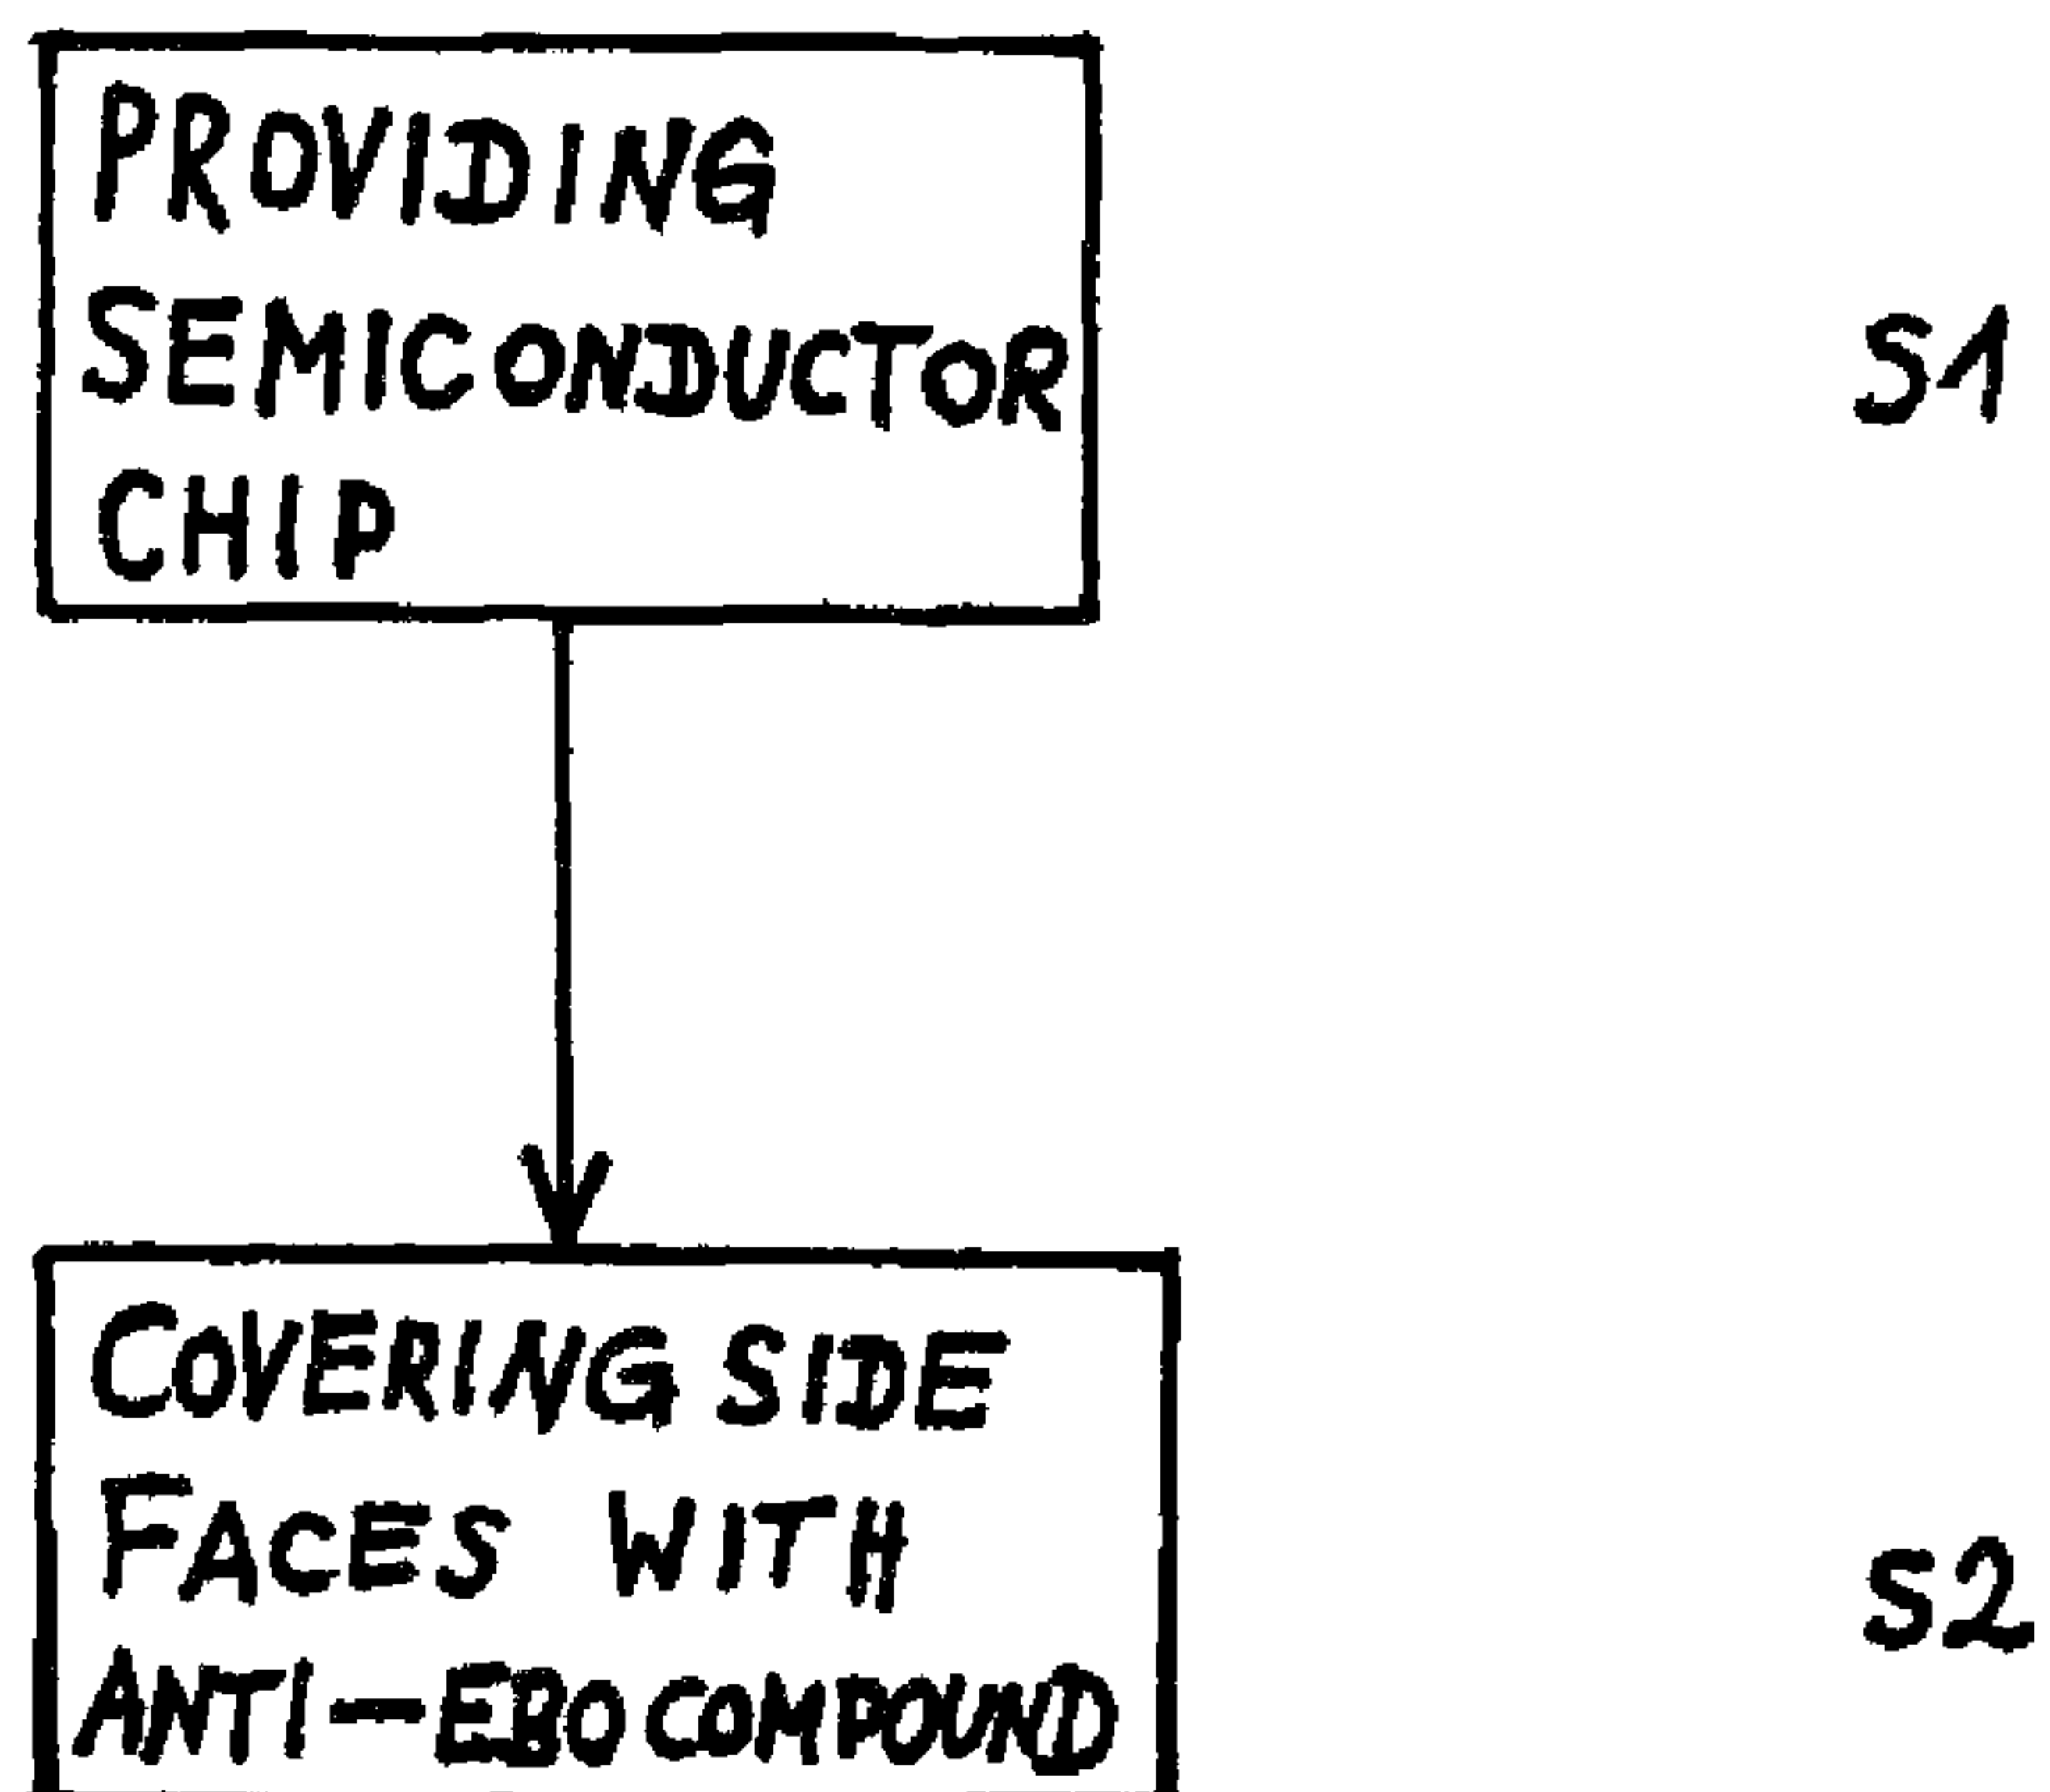 PROVIDING
SEMICONDUCTOR
CHIP
S1
COVERING SIDE
FACES WITH
ANTI-EBO COMPOUND
S2